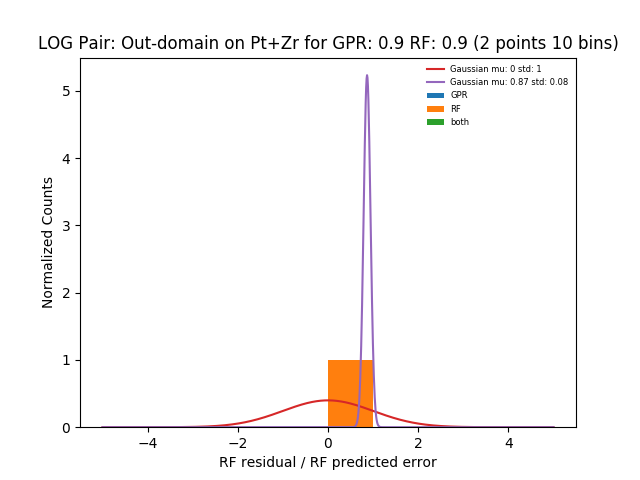 LOG Pair: Out-domain on Pt+Zr for GPR: 0.9 RF: 0.9 (2 points 10 bins)
Gaussian mu: 0 std: 1
Gaussian mu: 0.87 std: 0.08
GPR
RF
both
Normalized Counts
5
4
3
2
1
0
−4 −2 0 2 4
RF residual / RF predicted error